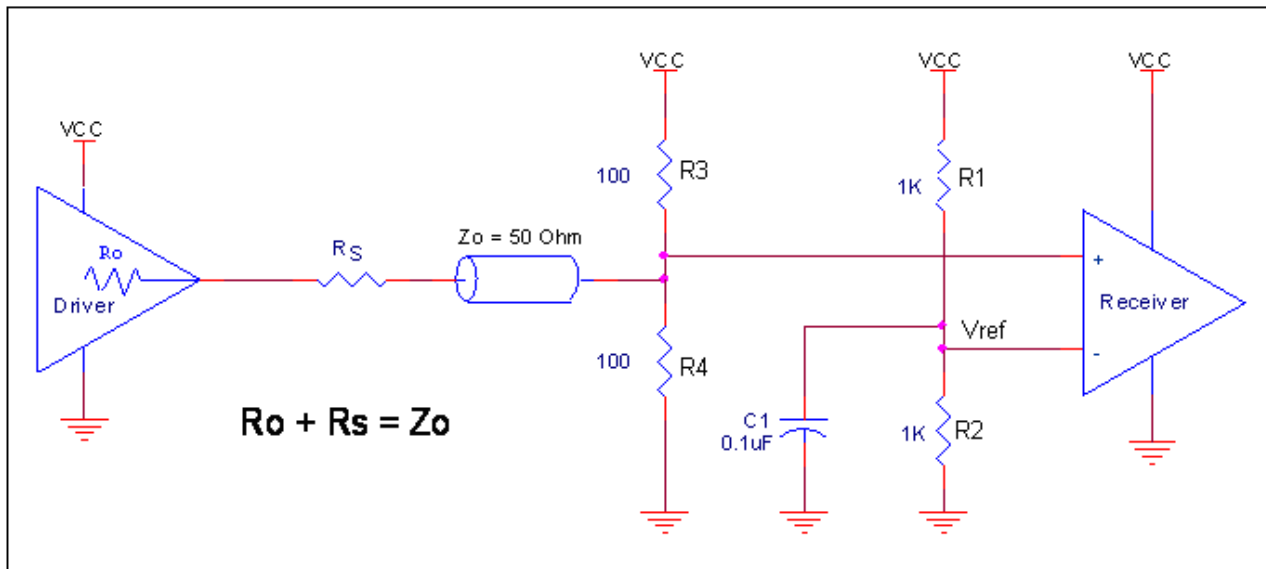 VCC
VCC
VCC
VCC
R3
100
R1
1K
Ro
RS
Zo = 50 Ohm
+
Driver
Receiver
Vref
-
100
R4
Ro + Rs = Zo
C1
0.1uF
1K
R2